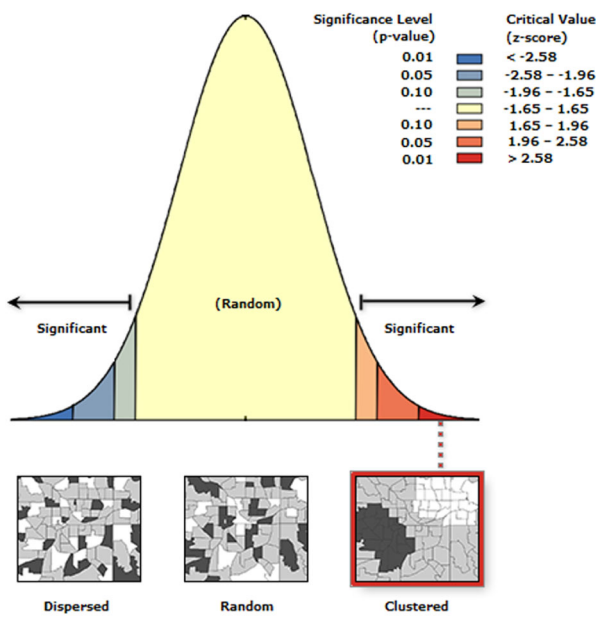 Significance Level Critical Value
(p-value) (z-score)
0.01 < -2.58
0.05 -2.58 – -1.96
0.10 -1.96 – -1.65
--- -1.65 – 1.65
0.10 1.65 – 1.96
0.05 1.96 – 2.58
0.01 > 2.58
(Random)
Significant Significant
Dispersed Random Clustered